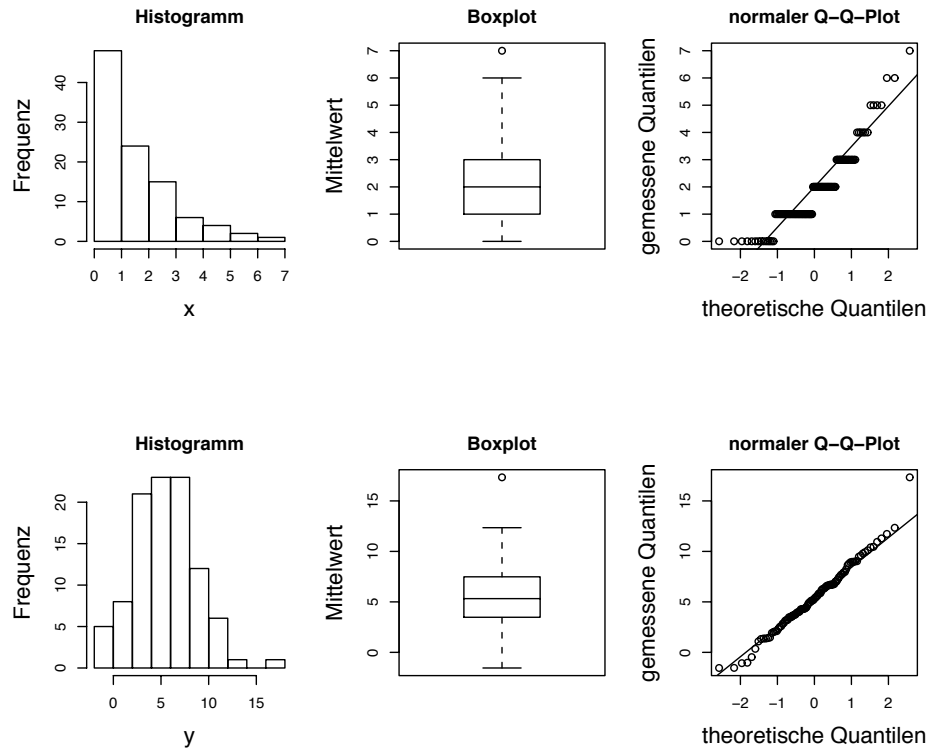 Histogramm
Boxplot
normaler Q−Q−Plot
Frequenz
0 10 20 30 40
0 1 2 3 4 5 6 7
x
Mittelwert
0 1 2 3 4 5 6 7
gemessene Quantilen
0 1 2 3 4 5 6 7
−2 −1 0 1 2
theoretische Quantilen
Histogramm
Boxplot
normaler Q−Q−Plot
Frequenz
0 5 10 15 20
0 5 10 15
y
Mittelwert
0 5 10 15
gemessene Quantilen
0 5 10 15
−2 −1 0 1 2
theoretische Quantilen